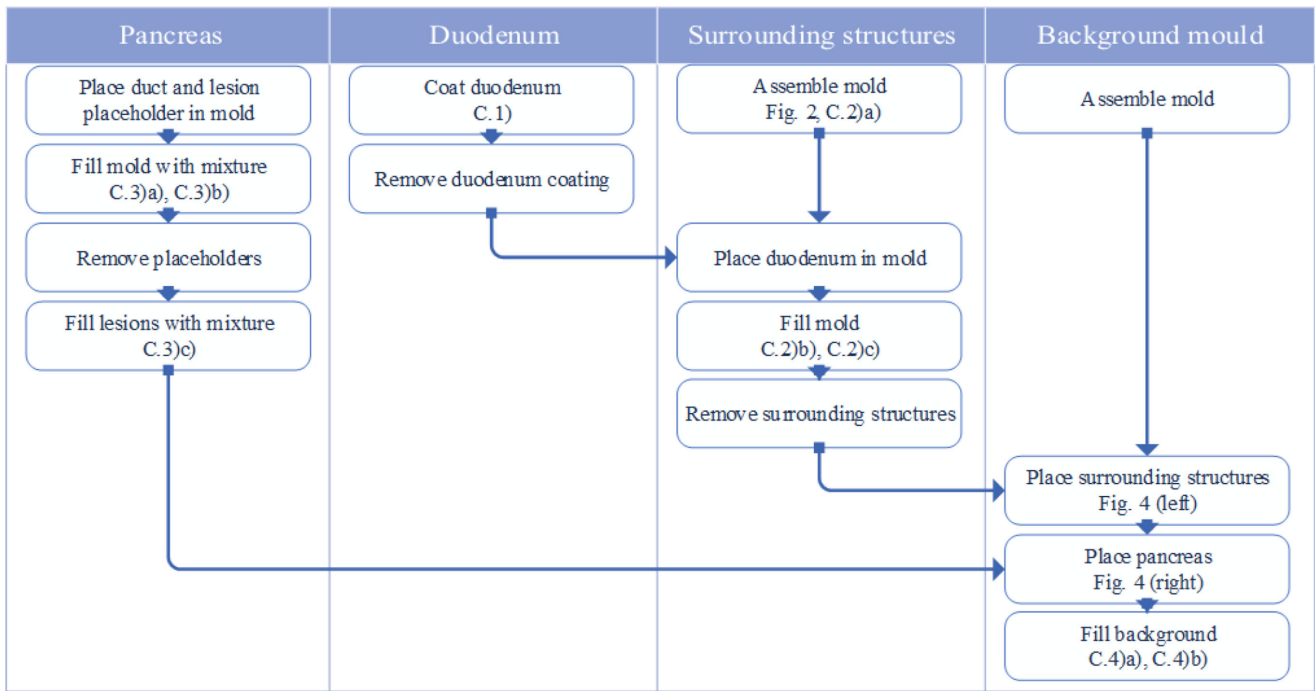 Pancreas
Duodenum
Surrounding structures
Background mould
Place duct and lesion
placeholder in mold
Fill mold with mixture
C.3)a), C.3)b)
Remove placeholders
Fill lesions with mixture
C.3)c)
Coat duodenum
C.1)
Remove duodenum coating
Assemble mold
Fig. 2, C.2)a)
Place duodenum in mold
Fill mold
C.2)b), C.2)c)
Remove surrounding structures
Assemble mold
Place surrounding structures
Fig. 4 (left)
Place pancreas
Fig. 4 (right)
Fill background
C.4)a), C.4)b)